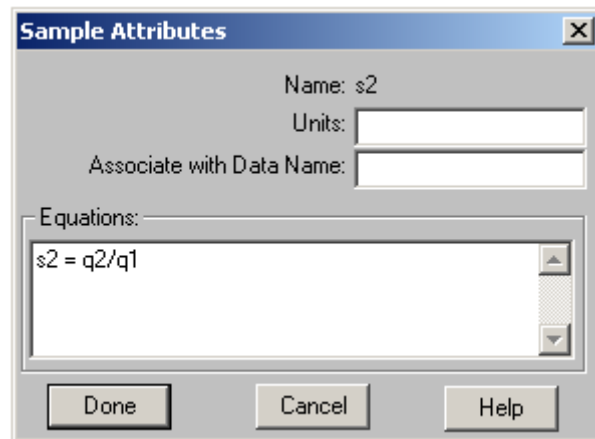 Sample Attributes
Name: s2
Units:
Associate with Data Name:
Equations:
s2 = q2/q1
Done Cancel Help